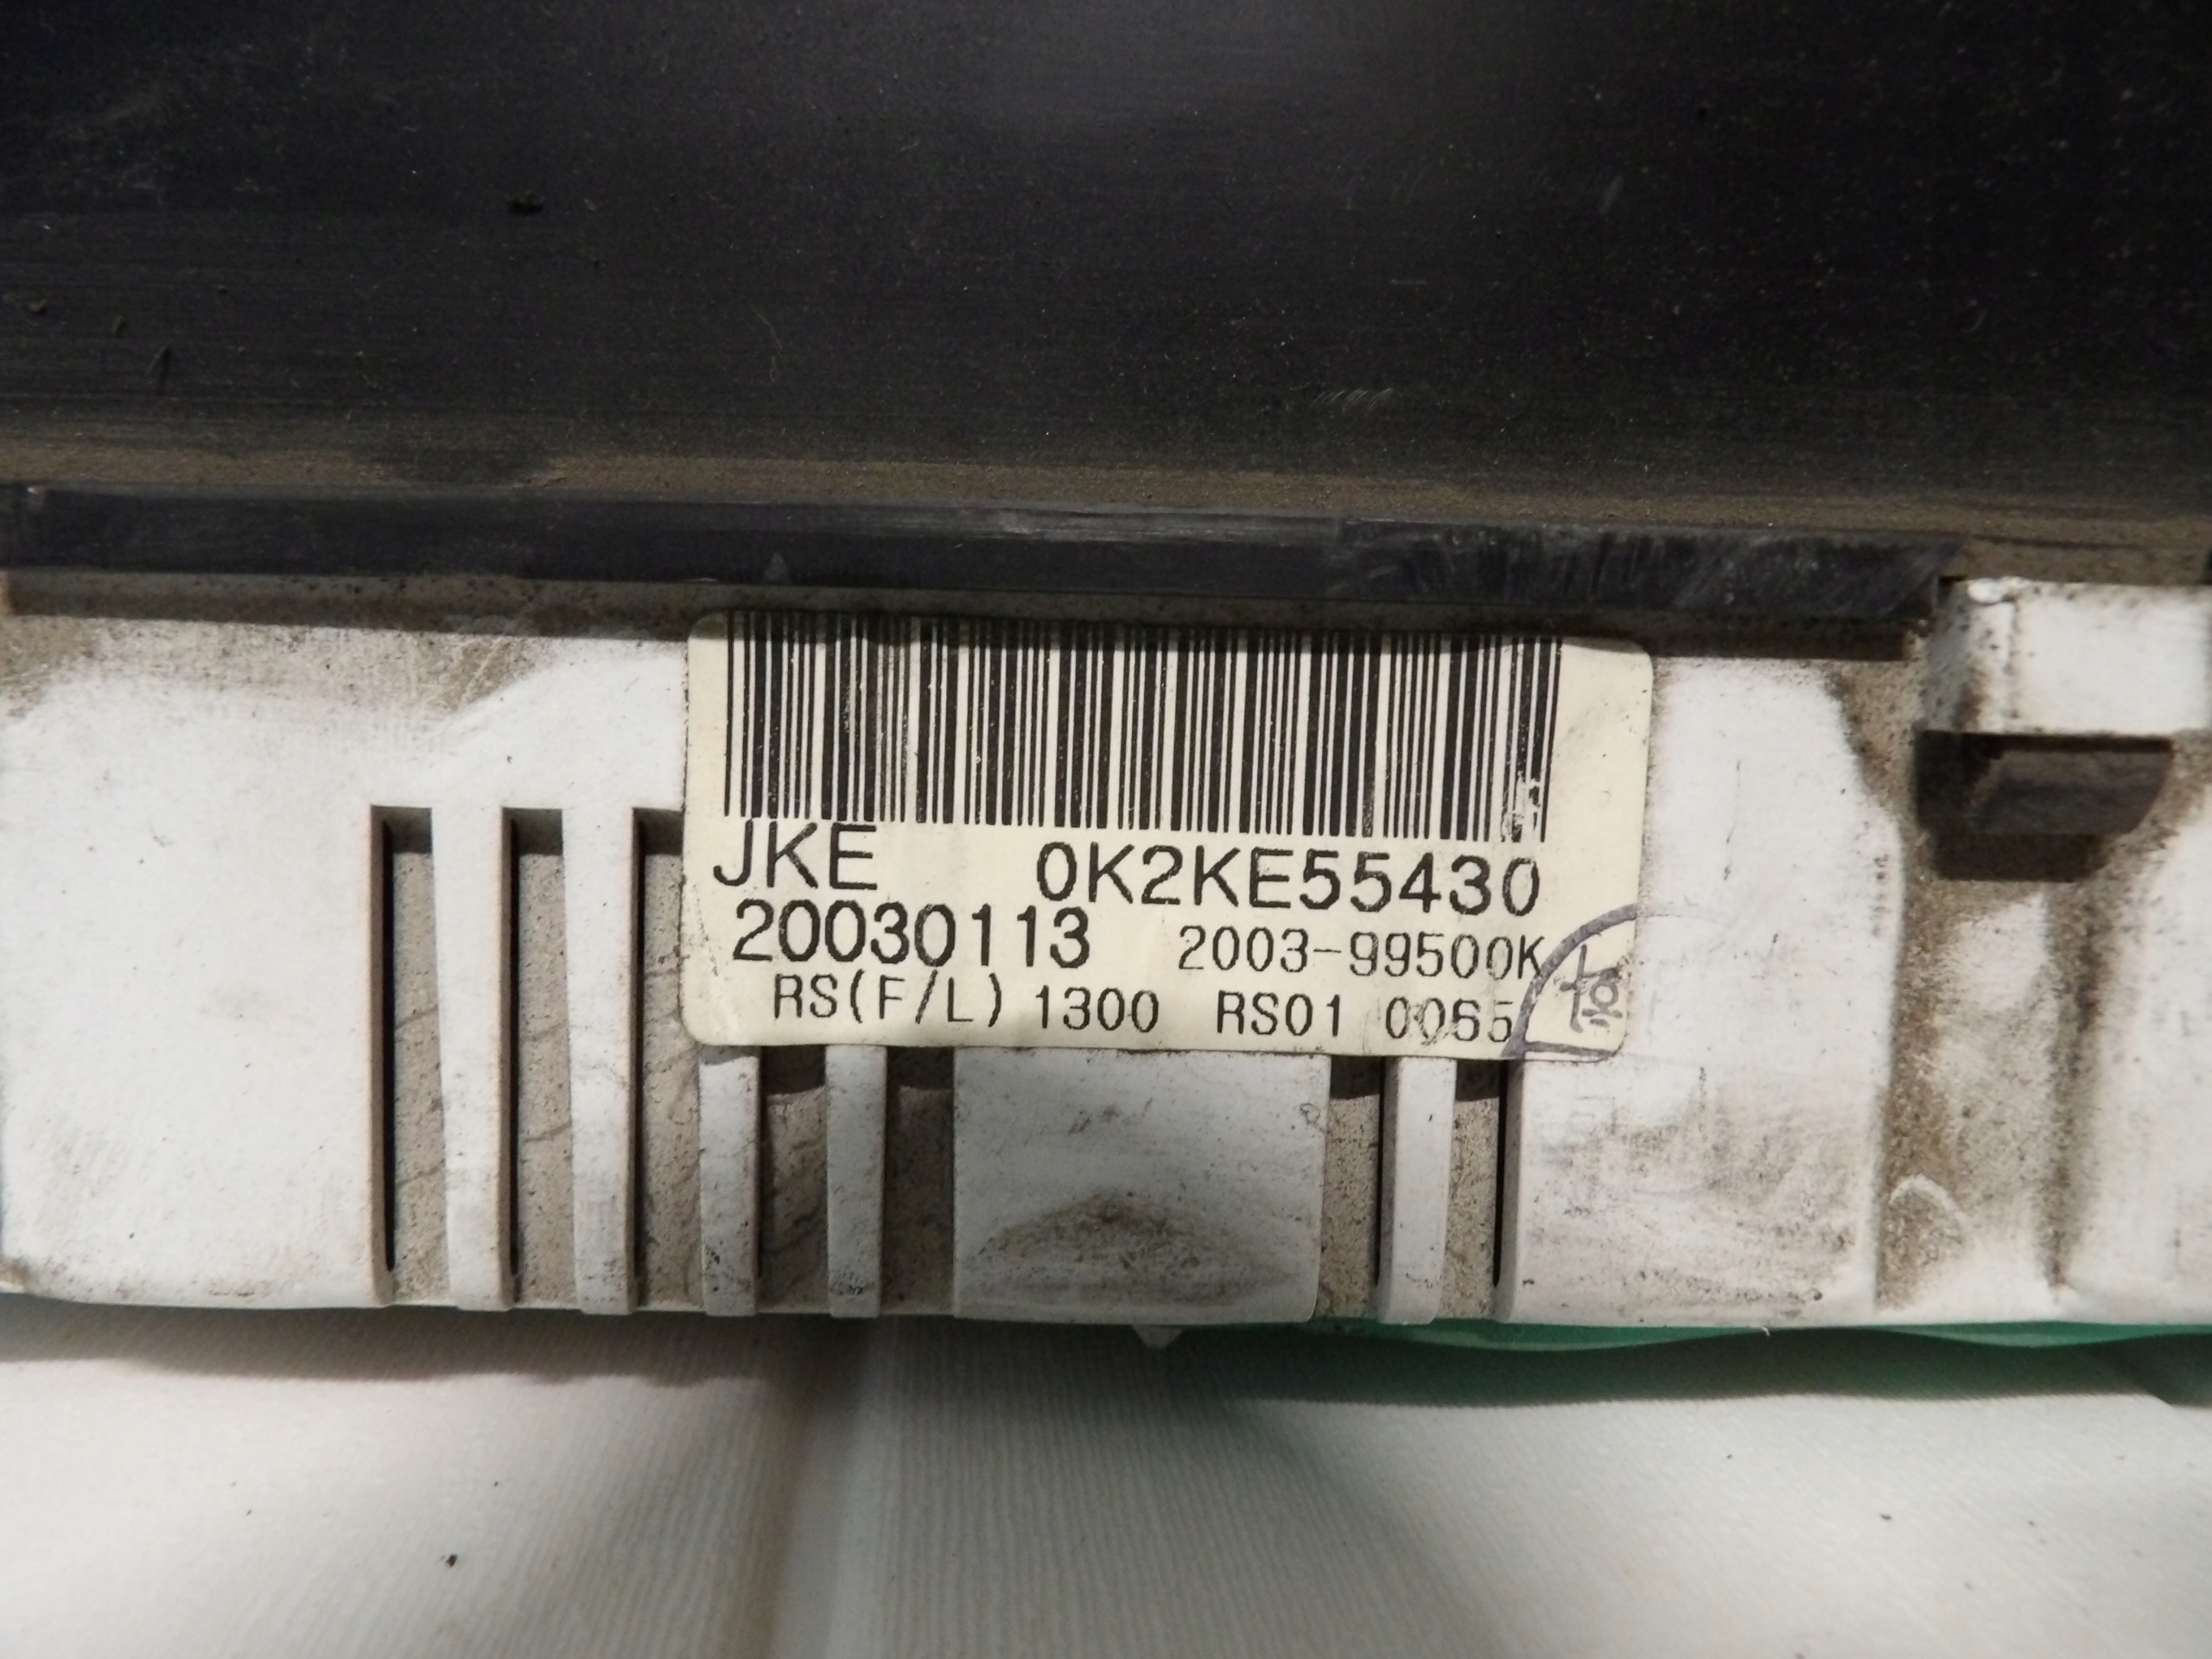 JKE 0K2KE55430
20030113 2003-99500K
RS(F/L) 1300 RS01 0065